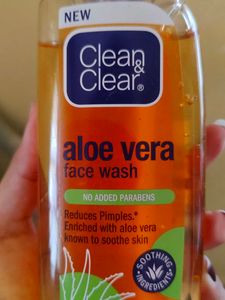 NEW
Clean
&
Clear®
aloe vera
face wash
NO ADDED PARABENS
Reduces Pimples.*
Enriched with aloe vera
known to soothe skin
SOOTHING
INGREDIENTS